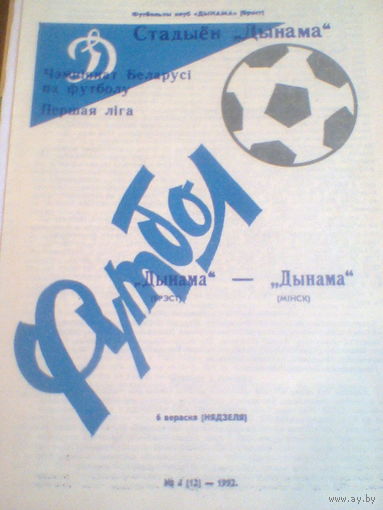 Футбольны клуб «ДЫНАМА» (Брэст)
Стадыён „Дынама“
Чэмпіянат Беларусі
па футболу
Першая ліга
Футбол
„Дынама“ — „Дынама“
(БРЭСТ) (МІНСК)
6 верасня (НЯДЗЕЛЯ)
№ 4 (12) — 1992.
www.ay.by